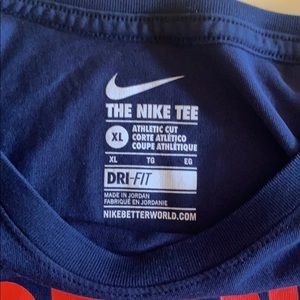 THE NIKE TEE
XL
ATHLETIC CUT
CORTE ATLÉTICO
COUPE ATHLÉTIQUE
XL TG EG
DRI-FIT
MADE IN JORDAN
FABRIQUÉ EN JORDANIE
NIKEBETTERWORLD.COM